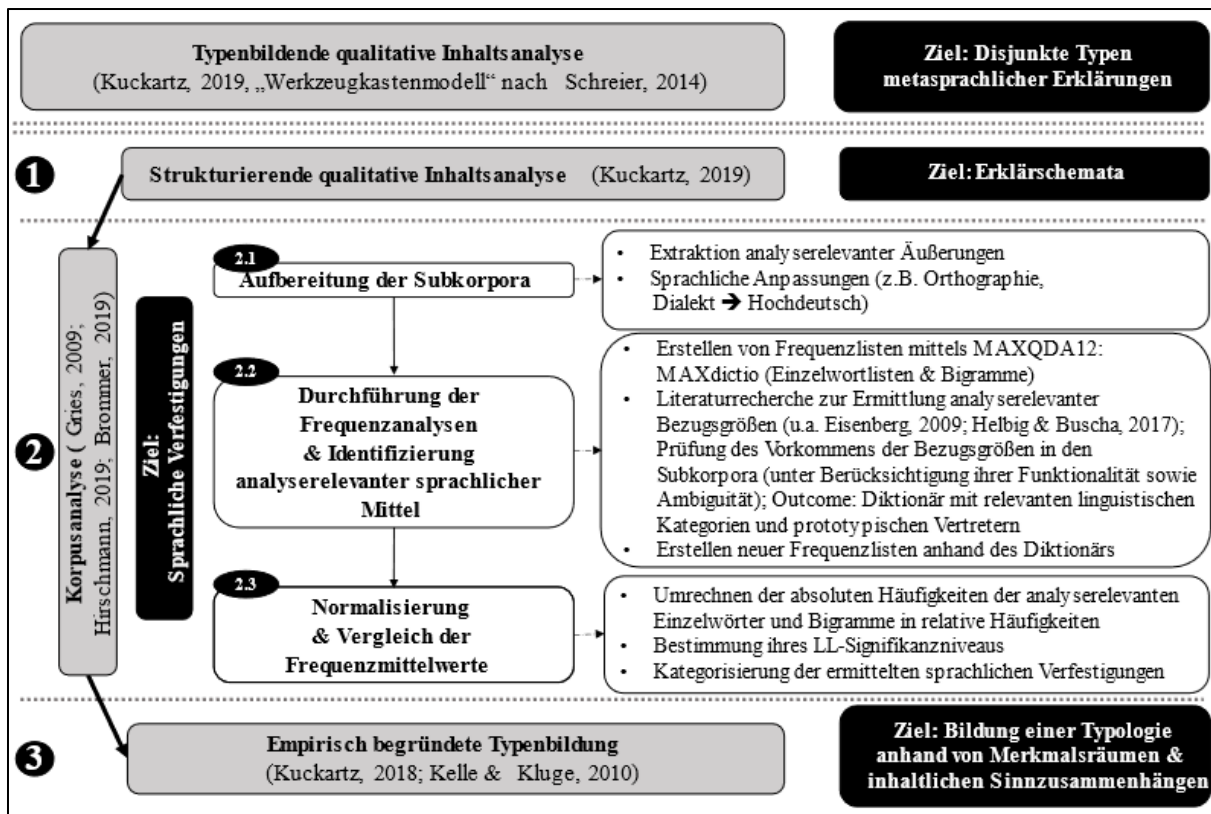 Typenbildende qualitative Inhaltsanalyse
(Kuckartz, 2019, „Werkzeugkastenmodell“ nach Schreier, 2014)
Ziel: Disjunkte Typen
metasprachlicher Erklärungen
1
Strukturierende qualitative Inhaltsanalyse (Kuckartz, 2019)
Ziel: Erklärschemata
2
Korpusanalyse ( Gries, 2009;
Hirschmann, 2019; Brommer, 2019)
Ziel:
Sprachliche Verfestigungen
2.1
Aufbereitung der Subkorpora
• Extraktion analyserelevanter Äußerungen
• Sprachliche Anpassungen (z.B. Orthographie,
Dialekt ➔ Hochdeutsch)
2.2
Durchführung der
Frequenzanalysen
& Identifizierung
analyserelevanter sprachlicher
Mittel
• Erstellen von Frequenzlisten mittels MAXQDA12:
MAXdictio (Einzelwortlisten & Bigramme)
• Literaturrecherche zur Ermittlung analyserelevanter
Bezugsgrößen (u.a. Eisenberg, 2009; Helbig & Buscha, 2017);
Prüfung des Vorkommens der Bezugsgrößen in den
Subkorpora (unter Berücksichtigung ihrer Funktionalität sowie
Ambiguität); Outcome: Diktionär mit relevanten linguistischen
Kategorien und prototypischen Vertretern
• Erstellen neuer Frequenzlisten anhand des Diktionärs
2.3
Normalisierung
& Vergleich der
Frequenzmittelwerte
• Umrechnen der absoluten Häufigkeiten der analyserelevanten
Einzelwörter und Bigramme in relative Häufigkeiten
• Bestimmung ihres LL-Signifikanzniveaus
• Kategorisierung der ermittelten sprachlichen Verfestigungen
3
Empirisch begründete Typenbildung
(Kuckartz, 2018; Kelle & Kluge, 2010)
Ziel: Bildung einer Typologie
anhand von Merkmalsräumen &
inhaltlichen Sinnzusammenhängen